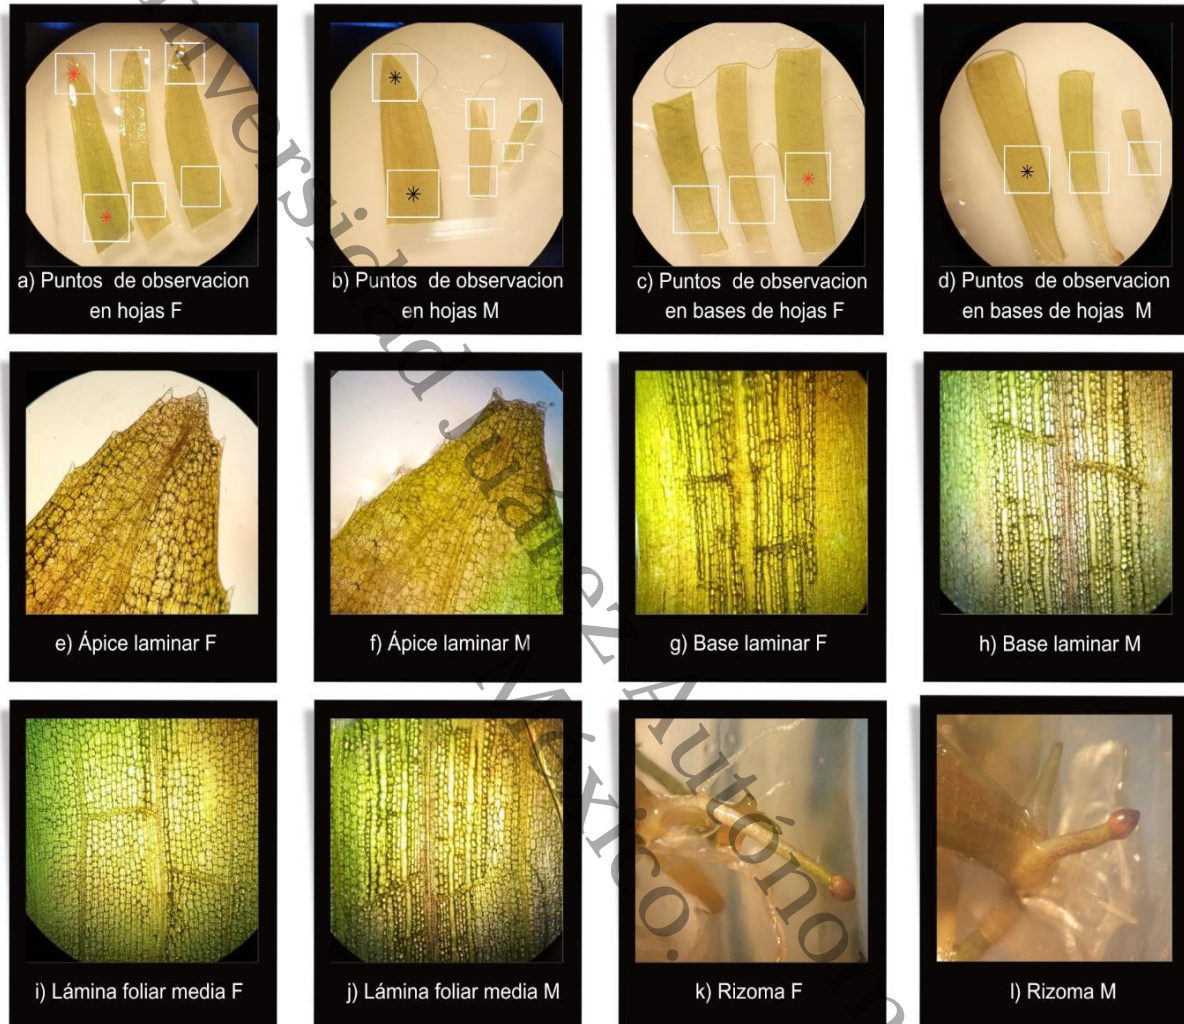 a) Puntos de observacion
en hojas F
b) Puntos de observacion
en hojas M
c) Puntos de observacion
en bases de hojas F
d) Puntos de observacion
en bases de hojas M
e) Ápice laminar F
f) Ápice laminar M
g) Base laminar F
h) Base laminar M
i) Lámina foliar media F
j) Lámina foliar media M
k) Rizoma F
l) Rizoma M
Juárez
México.